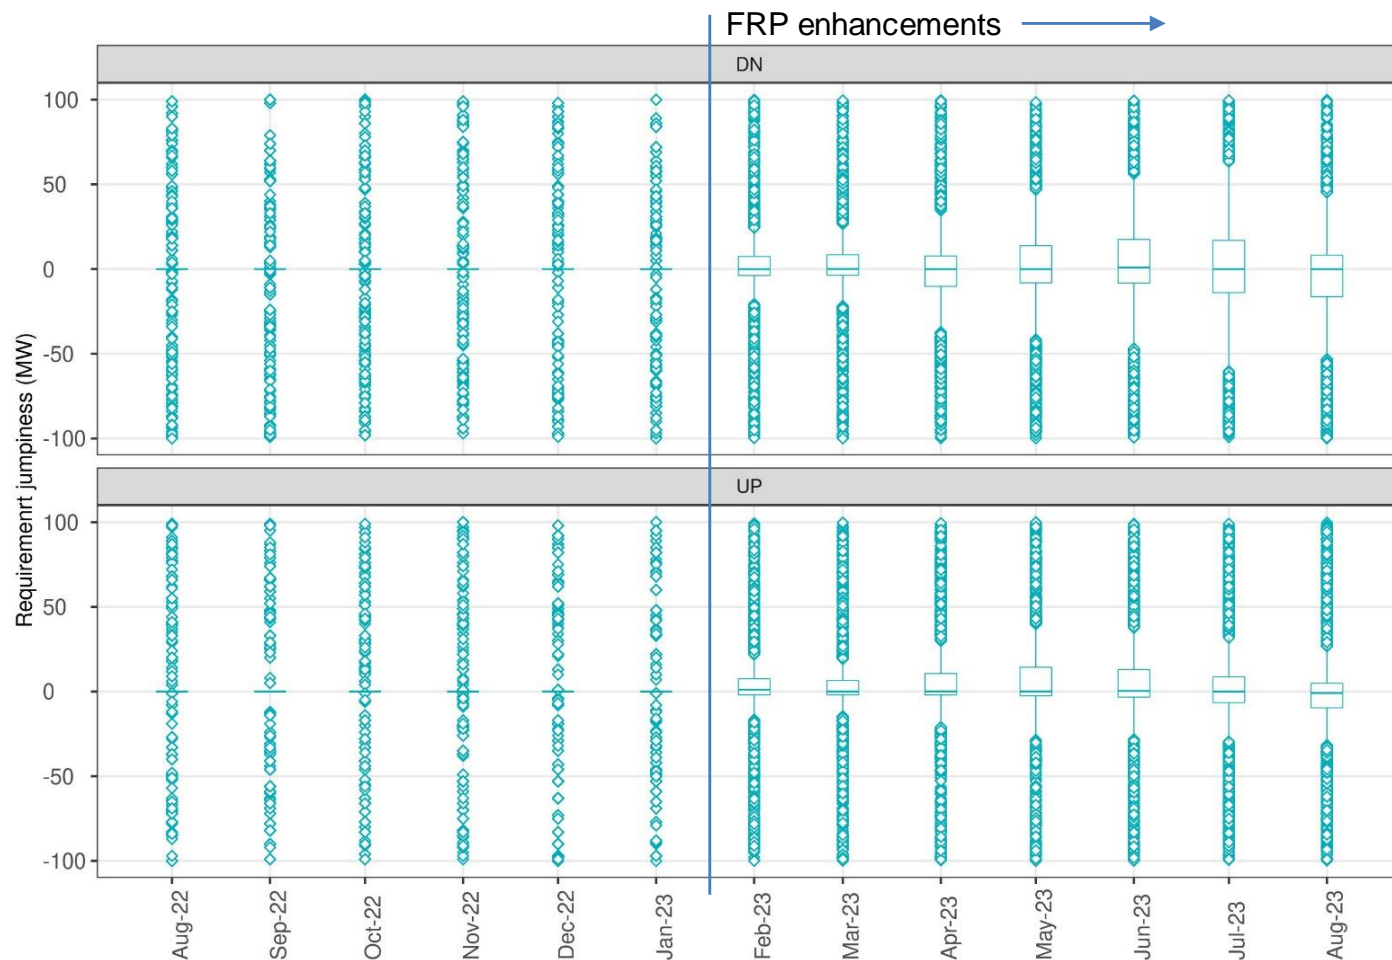 FRP enhancements
DN
100
50
0
-50
-100
Requiremenrt jumpiness (MW)
UP
100
50
0
-50
-100
Aug-22
Sep-22
Oct-22
Nov-22
Dec-22
Jan-23
Feb-23
Mar-23
Apr-23
May-23
Jun-23
Jul-23
Aug-23